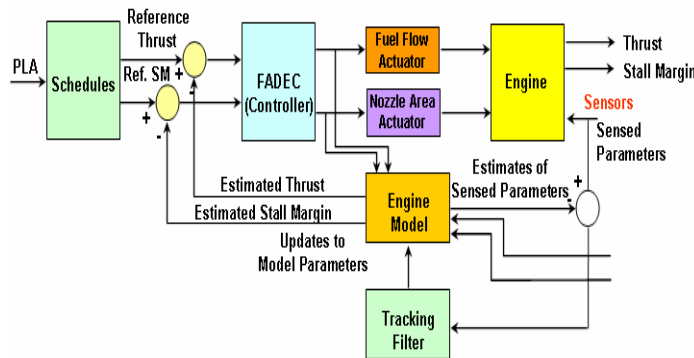 Reference
Thrust
PLA
Schedules
Ref. SM +
-
+
-
FADEC
(Controller)
Fuel Flow
Actuator
Nozzle Area
Actuator
Engine
Thrust
Stall Margin
Sensors
Sensed
Parameters
Estimated Thrust
Estimated Stall Margin
Engine
Model
Estimates of
Sensed Parameters
+
-
Updates to
Model Parameters
Tracking
Filter